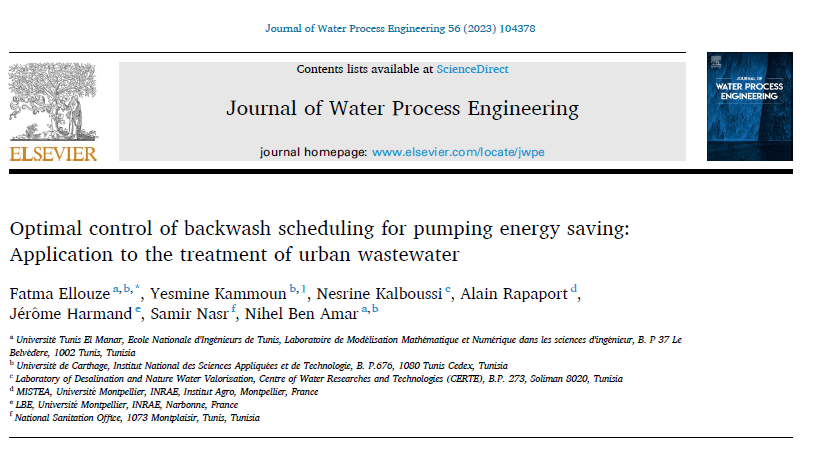 Journal of Water Process Engineering 56 (2023) 104378
Contents lists available at ScienceDirect
Journal of Water Process Engineering
journal homepage: www.elsevier.com/locate/jwpe
ELSEVIER
JOURNAL OF
WATER PROCESS
ENGINEERING
Optimal control of backwash scheduling for pumping energy saving:
Application to the treatment of urban wastewater
Fatma Ellouze a,b,*, Yesmine Kammoun b,1, Nesrine Kalboussi c, Alain Rapaport d,
Jérôme Harmand e, Samir Nasr f, Nihel Ben Amar a,b
a Université Tunis El Manar, Ecole Nationale d'Ingénieurs de Tunis, Laboratoire de Modélisation Mathématique et Numérique dans les sciences d'ingénieur, B. P 37 Le
Belvédère, 1002 Tunis, Tunisia
b Université de Carthage, Institut National des Sciences Appliquées et de Technologie, B. P.676, 1080 Tunis Cedex, Tunisia
c Laboratory of Desalination and Nature Water Valorisation, Centre of Water Researches and Technologies (CERTE), B.P. 273, Soliman 8020, Tunisia
d MISTEA, Université Montpellier, INRAE, Institut Agro, Montpellier, France
e LBE, Université Montpellier, INRAE, Narbonne, France
f National Sanitation Office, 1073 Montplaisir, Tunis, Tunisia